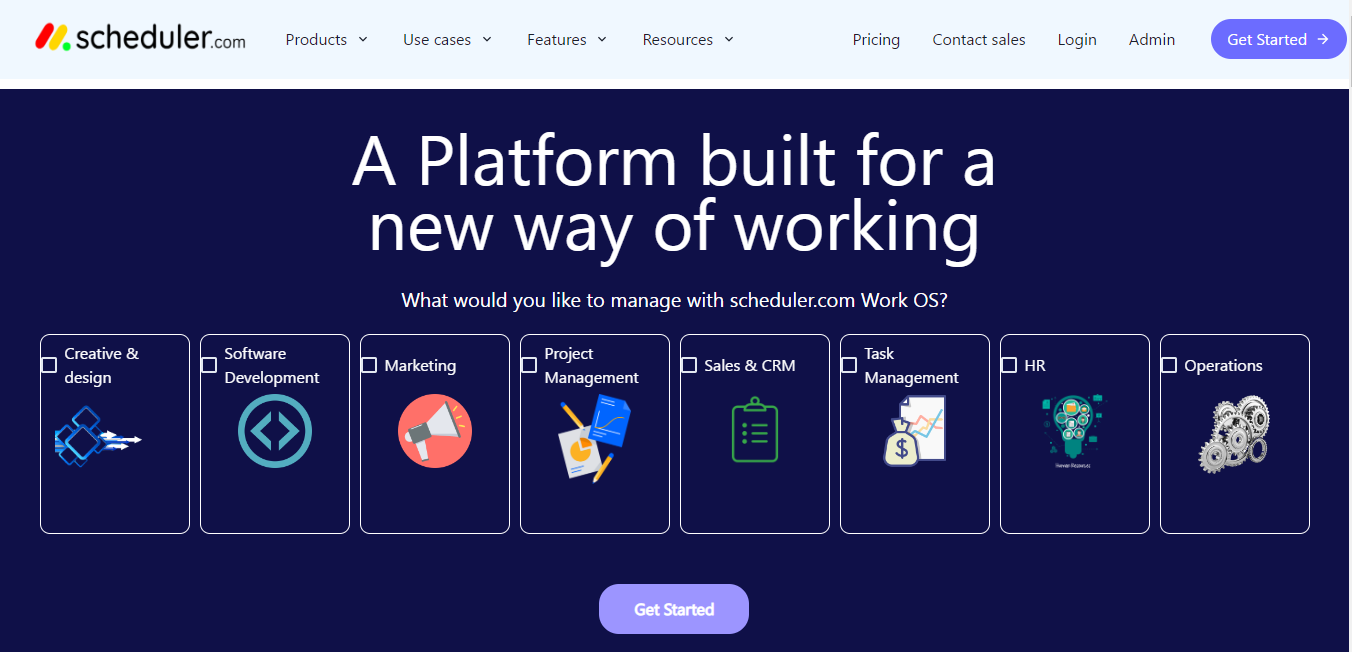 scheduler.com Products Use cases Features Resources Pricing Contact sales Login Admin Get Started
A Platform built for a
new way of working
What would you like to manage with scheduler.com Work OS?
Creative &
design
Software
Development
Marketing
Project
Management
Sales & CRM
Task
Management
HR
Operations
$
Human Resources
Get Started